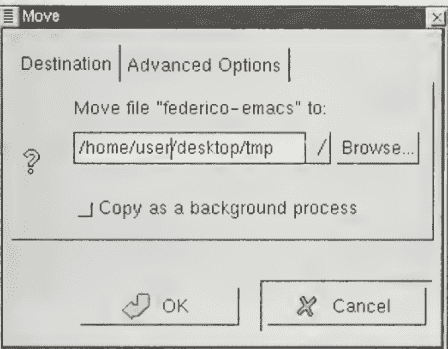 Move
Destination
Advanced Options
Move file "federico-emacs" to:
/home/user/desktop/tmp
/
Browse...
Copy as a background process
OK
Cancel